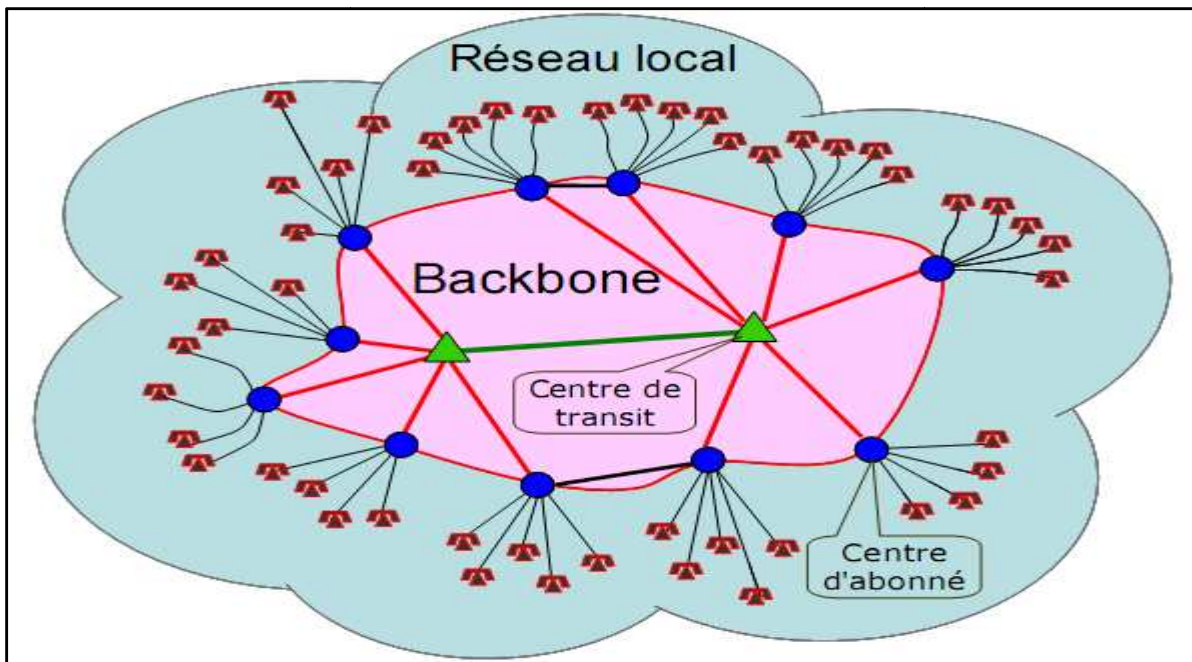 Réseau local
Backbone
Centre de
transit
Centre
d'abonné